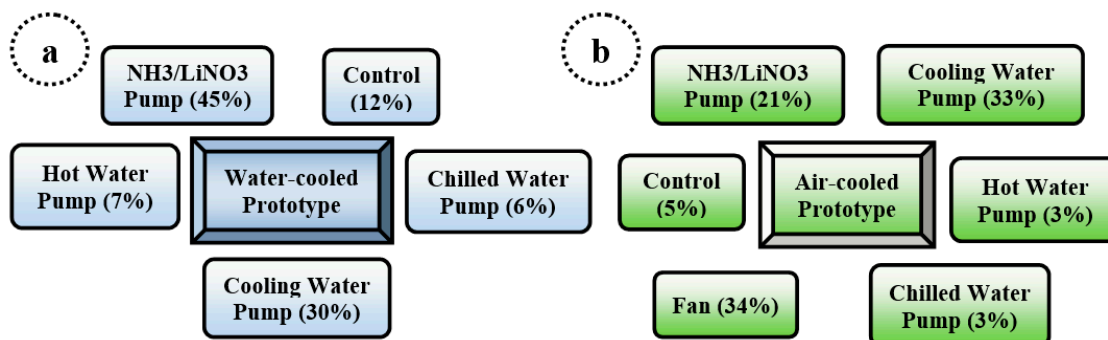 a
NH3/LiNO3
Pump (45%)
Control
(12%)
Hot Water
Pump (7%)
Water-cooled
Prototype
Chilled Water
Pump (6%)
Cooling Water
Pump (30%)
b
NH3/LiNO3
Pump (21%)
Cooling Water
Pump (33%)
Control
(5%)
Air-cooled
Prototype
Hot Water
Pump (3%)
Fan (34%)
Chilled Water
Pump (3%)